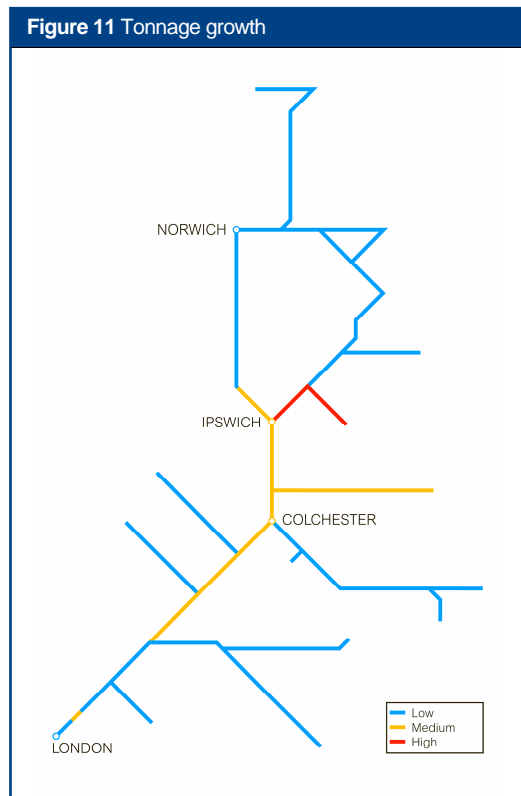 Figure 11 Tonnage growth
NORWICH
IPSWICH
COLCHESTER
LONDON
Low
Medium
High